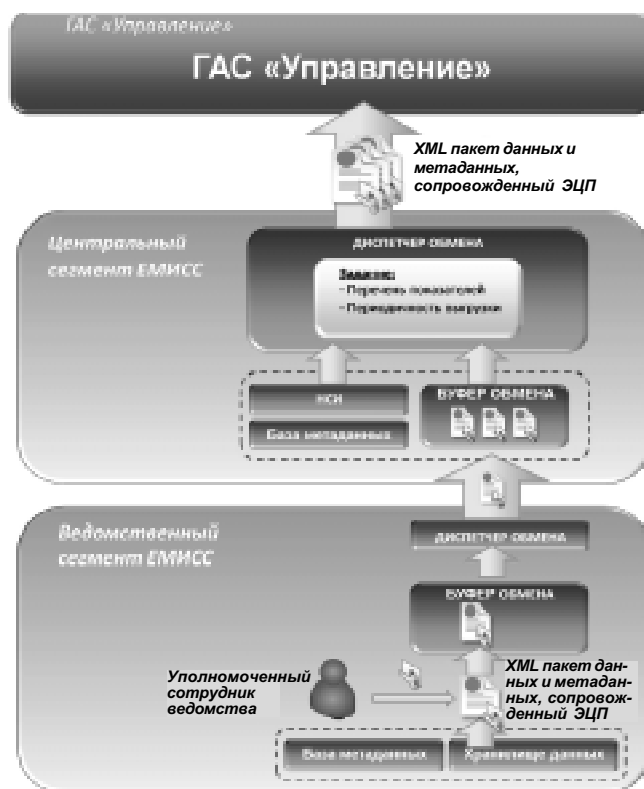 ГАС «Управление»
ГАС «Управление»
XML пакет данных и
метаданных,
сопровожденный ЭЦП
Центральный
сегмент ЕМИСС
ДИСПЕТЧЕР ОБМЕНА
Задание:
- Перечень показателей
- Периодичность выгрузки
НСИ
База метаданных
БУФЕР ОБМЕНА
Ведомственный
сегмент ЕМИСС
ДИСПЕТЧЕР ОБМЕНА
БУФЕР ОБМЕНА
Уполномоченный
сотрудник
ведомства
XML пакет дан-
ных и метадан-
ных, сопровож-
денный ЭЦП
База метаданных
Хранилище данных